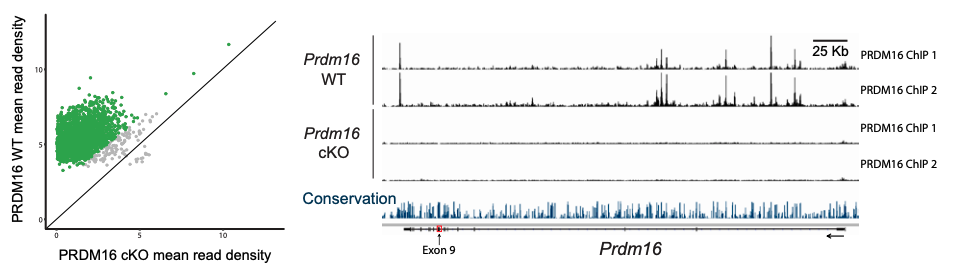 PRDM16 WT mean read density
10
5
0
0
5
10
PRDM16 cKO mean read density
Prdm16
WT
Prdm16
cKO
25 Kb
PRDM16 ChIP 1
PRDM16 ChIP 2
PRDM16 ChIP 1
PRDM16 ChIP 2
Conservation
Exon 9
Prdm16